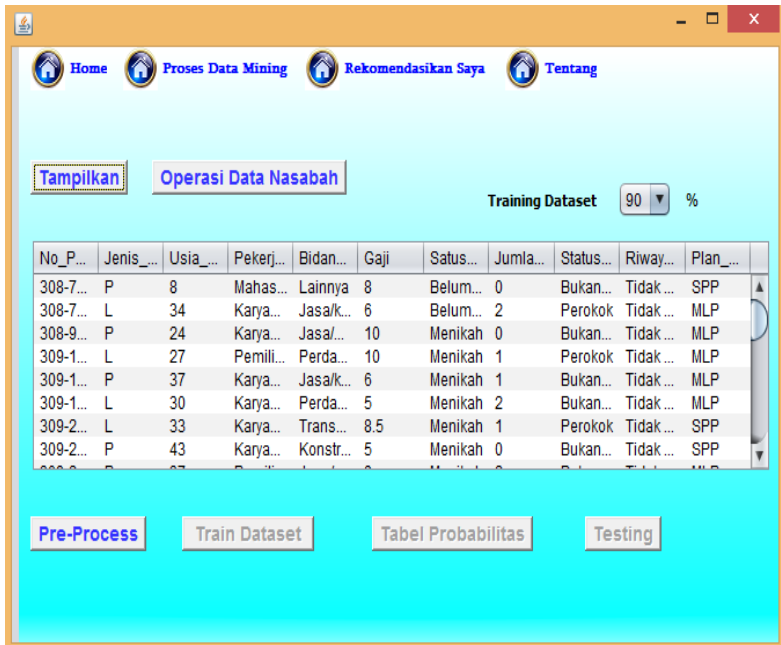 Home Proses Data Mining Rekomendasikan Saya Tentang
Tampilkan Operasi Data Nasabah
Training Dataset 90 %
No_P... Jenis_... Usia_... Pekerj... Bidan... Gaji Satus... Jumla... Status... Riway... Plan_...
308-7... P 8 Mahas... Lainnya 8 Belum... 0 Bukan... Tidak ... SPP
308-7... L 34 Karya... Jasa/k... 6 Belum... 2 Perokok Tidak ... MLP
308-9... P 24 Karya... Jasa/... 10 Menikah 0 Bukan... Tidak ... MLP
309-1... L 27 Pemili... Perda... 10 Menikah 1 Perokok Tidak ... MLP
309-1... P 37 Karya... Jasa/k... 6 Menikah 1 Bukan... Tidak ... MLP
309-1... L 30 Karya... Perda... 5 Menikah 2 Bukan... Tidak ... MLP
309-2... L 33 Karya... Trans... 8.5 Menikah 1 Perokok Tidak ... SPP
309-2... P 43 Karya... Konstr... 5 Menikah 0 Bukan... Tidak ... SPP
Pre-Process Train Dataset Tabel Probabilitas Testing